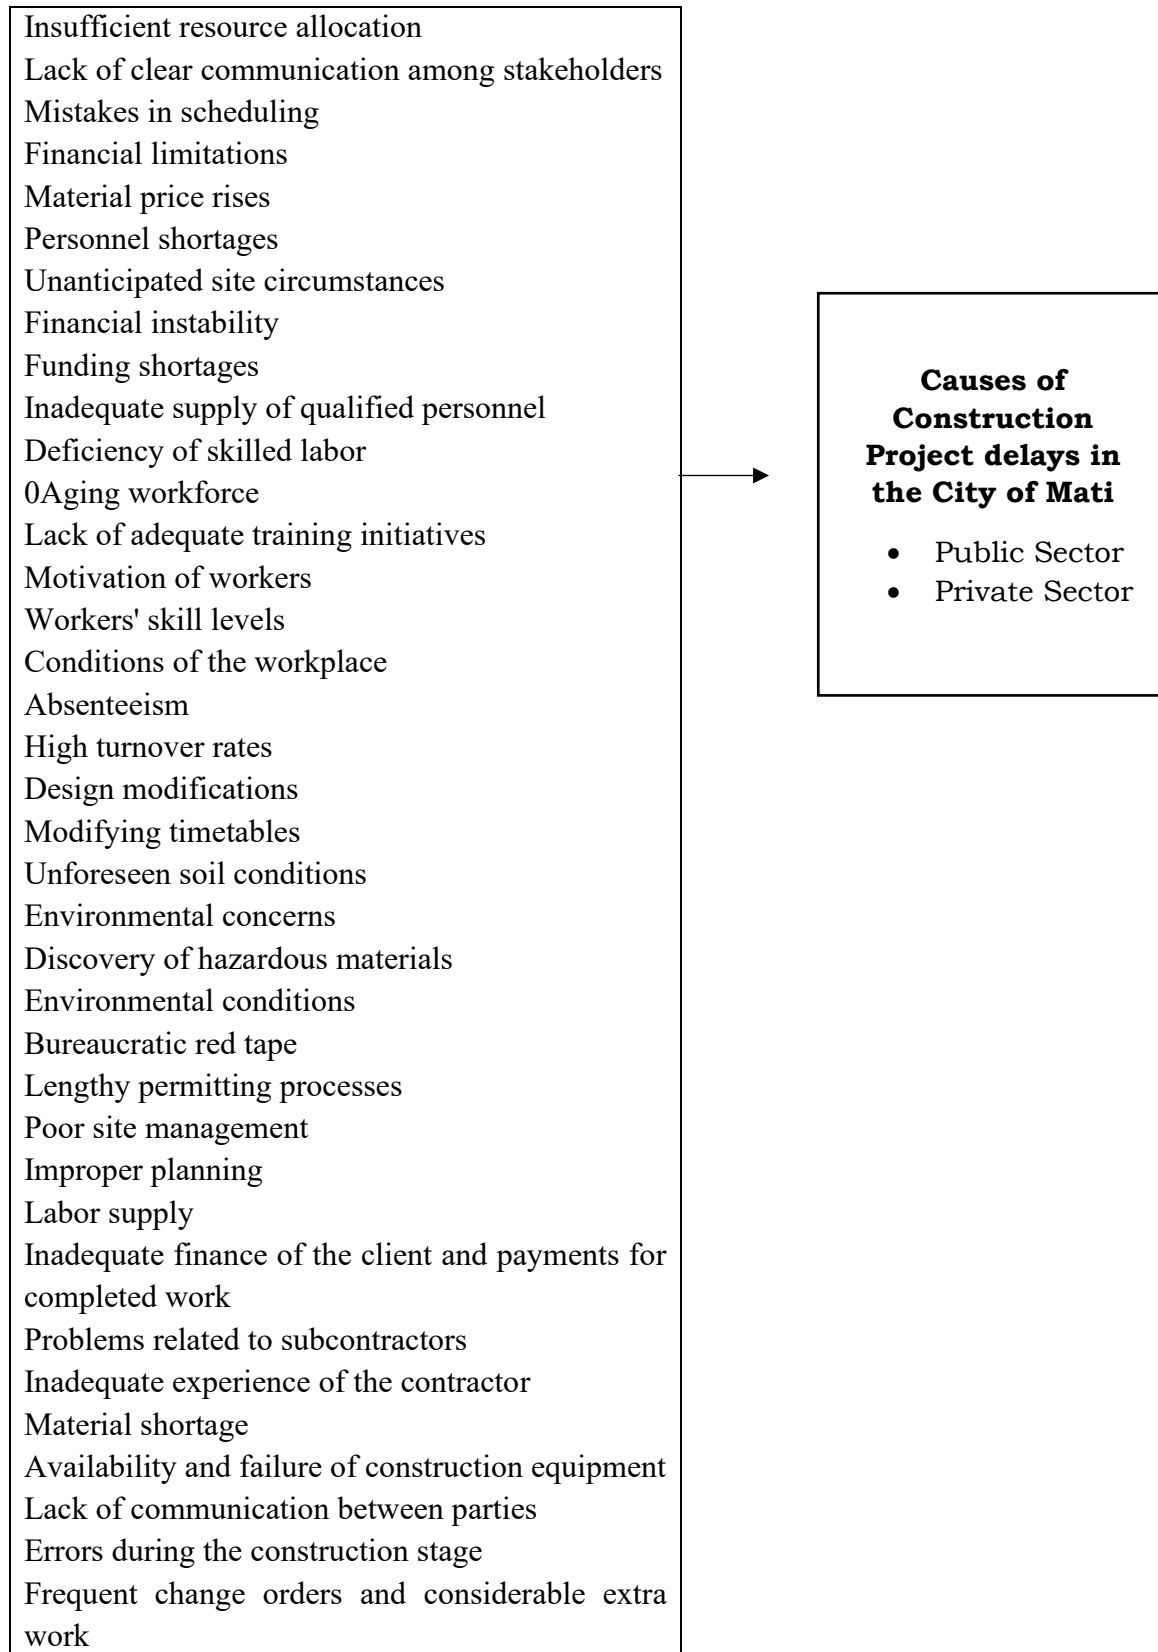 Insufficient resource allocation
Lack of clear communication among stakeholders
Mistakes in scheduling
Financial limitations
Material price rises
Personnel shortages
Unanticipated site circumstances
Financial instability
Funding shortages
Inadequate supply of qualified personnel
Deficiency of skilled labor
0Aging workforce
Lack of adequate training initiatives
Motivation of workers
Workers' skill levels
Conditions of the workplace
Absenteeism
High turnover rates
Design modifications
Modifying timetables
Unforeseen soil conditions
Environmental concerns
Discovery of hazardous materials
Environmental conditions
Bureaucratic red tape
Lengthy permitting processes
Poor site management
Improper planning
Labor supply
Inadequate finance of the client and payments for
completed work
Problems related to subcontractors
Inadequate experience of the contractor
Material shortage
Availability and failure of construction equipment
Lack of communication between parties
Errors during the construction stage
Frequent change orders and considerable extra
work
Causes of
Construction
Project delays in
the City of Mati
• Public Sector
• Private Sector